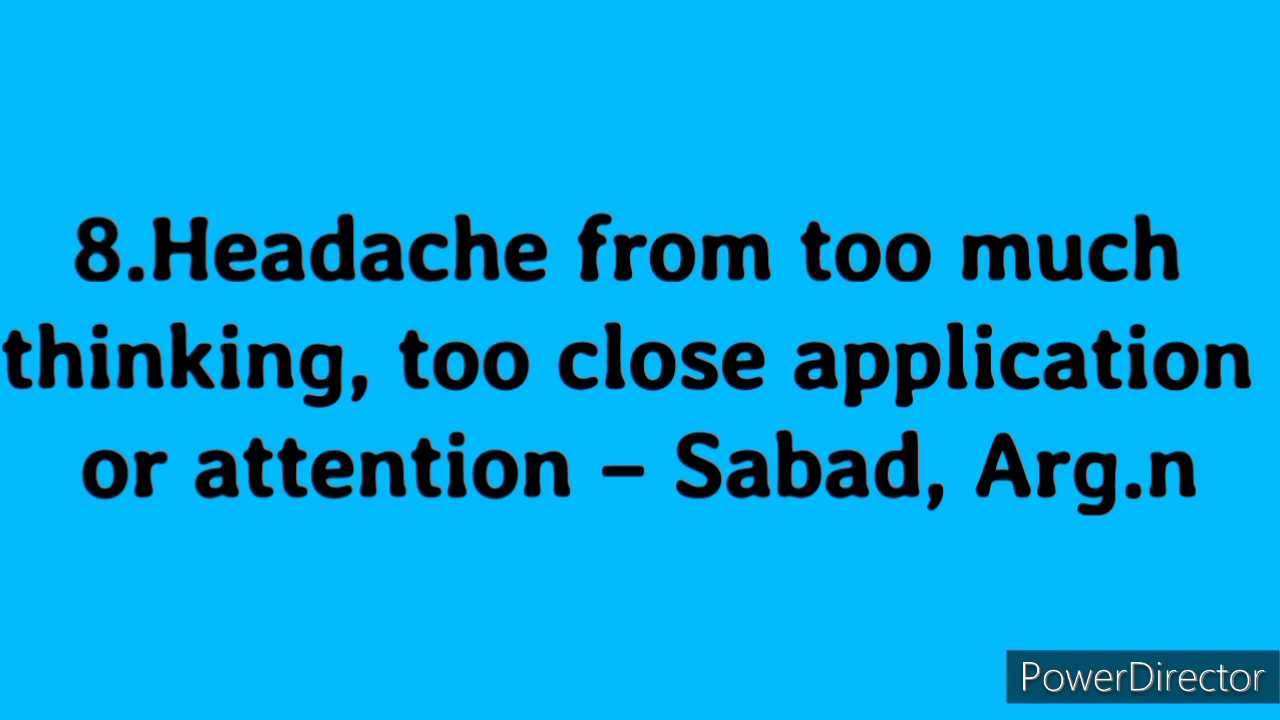 8.Headache from too much
thinking, too close application
or attention – Sabad, Arg.n
PowerDirector